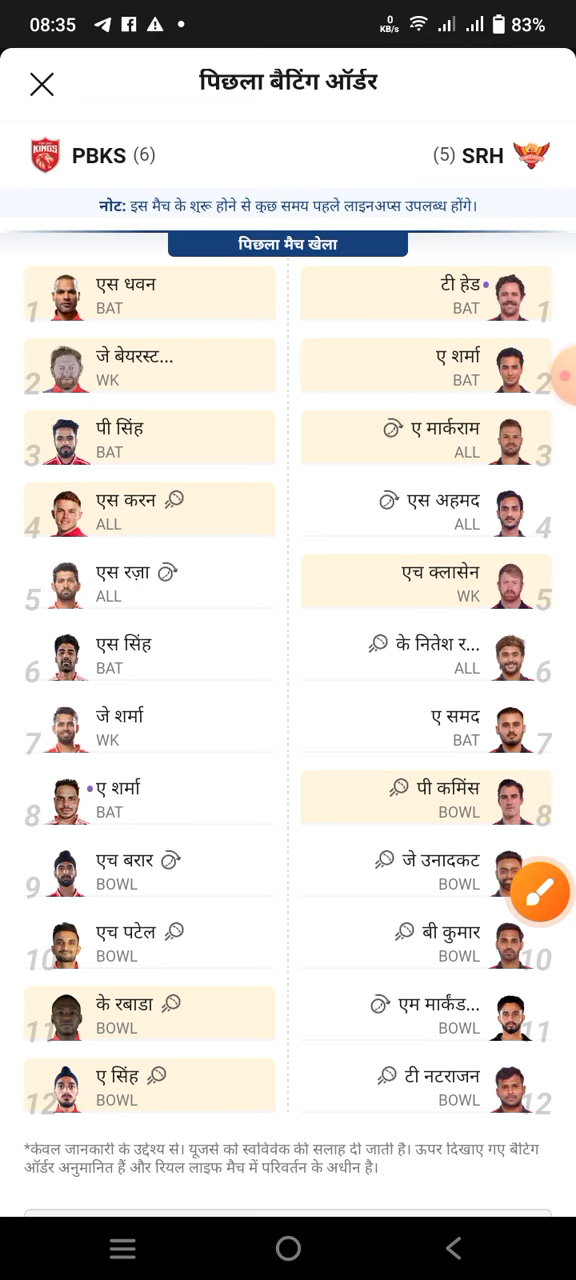 08:35 0 KB/s 83%
पिछला बैटिंग ऑर्डर
KINGS PBKS (6) (5) SRH
नोट: इस मैच के शुरू होने से कुछ समय पहले लाइनअप्स उपलब्ध होंगे।
पिछला मैच खेला
1 एस धवन टी हेड 1
BAT BAT
2 जे बेयरस्ट... ए शर्मा 2
WK BAT
3 पी सिंह ए मार्कराम 3
BAT ALL
4 एस करन एस अहमद 4
ALL ALL
5 एस रज़ा एच क्लासेन 5
ALL WK
6 एस सिंह के नितेश र... 6
BAT ALL
7 जे शर्मा ए समद 7
WK BAT
8 ए शर्मा पी कमिंस 8
BAT BOWL
9 एच बरार जे उनादकट
BOWL BOWL
10 एच पटेल बी कुमार 10
BOWL BOWL
11 के रबाडा एम मार्कंड... 11
BOWL BOWL
12 ए सिंह टी नटराजन 12
BOWL BOWL
*केवल जानकारी के उद्देश्य से। यूजर्स को स्वविवेक की सलाह दी जाती है। ऊपर दिखाए गए बैटिंग
ऑर्डर अनुमानित हैं और रियल लाइफ मैच में परिवर्तन के अधीन है।